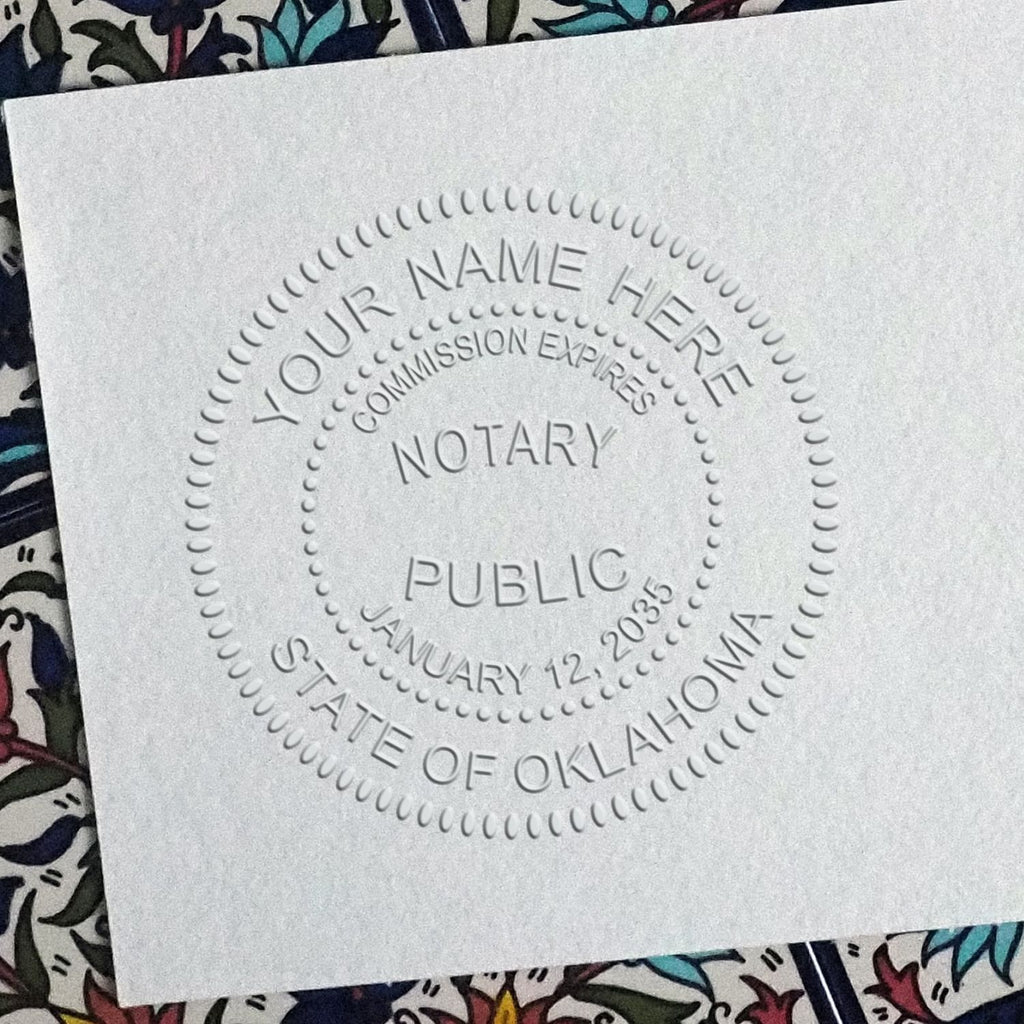 YOUR NAME HERE
COMMISSION EXPIRES
NOTARY
PUBLIC
JANUARY 12, 2035
STATE OF OKLAHOMA